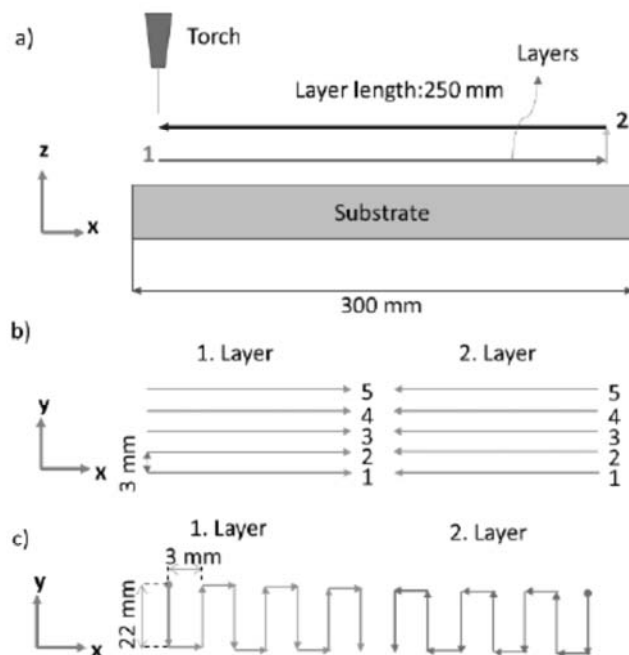 a)
Torch
Layers
Layer length:250 mm
2
1
z
x
Substrate
300 mm
b)
1. Layer 2. Layer
y
x
3 mm
5 5
4 4
3 3
2 2
1 1
c)
1. Layer 2. Layer
3 mm
y
x
22 mm